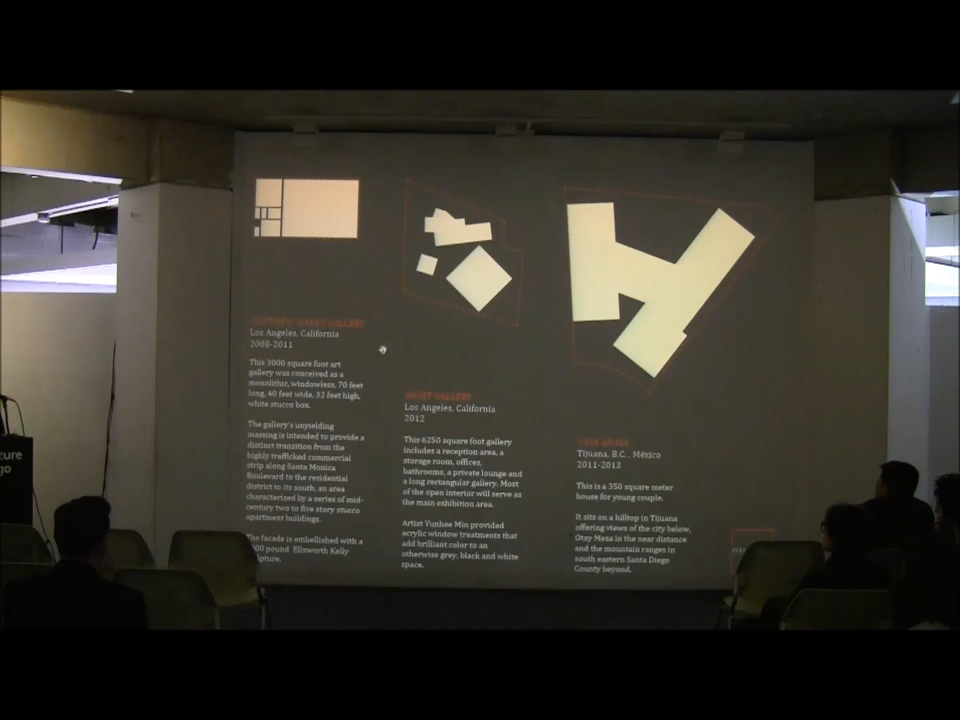 MATTHEW MARKS GALLERY
Los Angeles, California
2008-2011
This 3000 square foot art
gallery was conceived as a
monolithic, windowless, 70 feet
long, 40 feet wide, 32 feet high,
white stucco box.
The gallery's unyielding
massing is intended to provide a
distinct transition from the
highly trafficked commercial
strip along Santa Monica
Boulevard to the residential
district to its south, an area
characterized by a series of mid-
century two to five story stucco
apartment buildings.
The facade is embellished with a
pound Ellsworth Kelly
NIGHT GALLERY
Los Angeles, California
2012
This 6250 square foot gallery
includes a reception area, a
storage room, offices,
bathrooms, a private lounge and
a long rectangular gallery. Most
of the open interior will serve as
the main exhibition area.
Artist Yunhee Min provided
acrylic window treatments that
add brilliant color to an
otherwise grey, black and white
space.
Tijuana, B.C., México
2011-2013
This is a 350 square meter
house for young couple.
It sits on a hilltop in Tijuana
offering views of the city below,
Otay Mesa in the near distance
and the mountain ranges in
south eastern Santa Diego
County beyond.